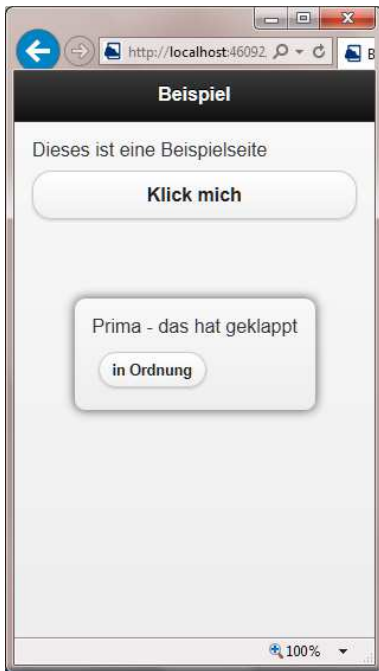 http://localhost:46092
B
Beispiel
Dieses ist eine Beispielseite
Klick mich
Prima - das hat geklappt
in Ordnung
100%